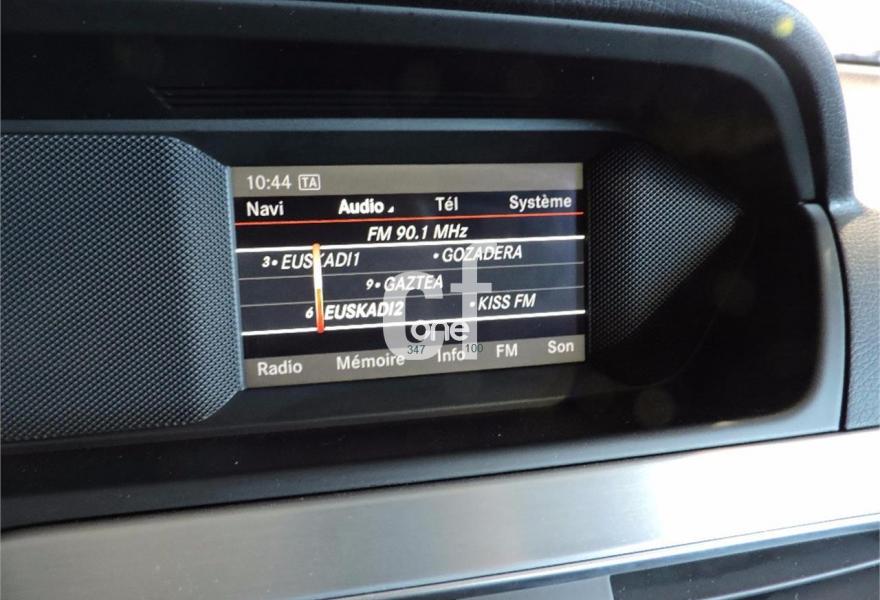 10:44 TA
Navi Audio Tél Système
FM 90.1 MHz
3• EUSKADI1 • GOZADERA
9• GAZTEA
6 EUSKADI2 • KISS FM
ct
one
347 100
Radio Mémoire Info FM Son